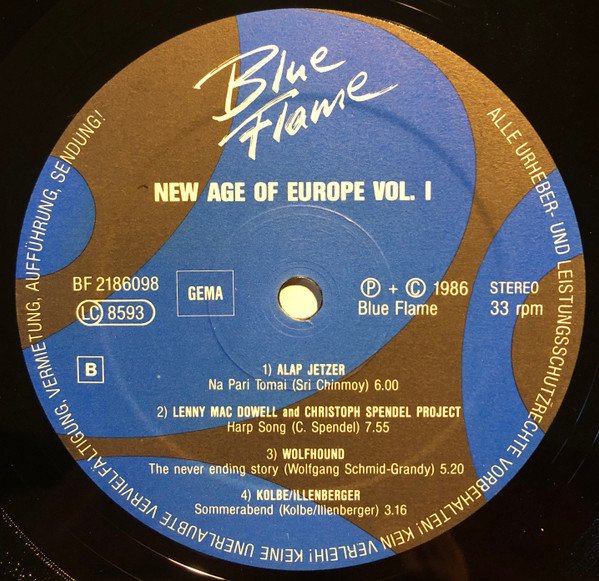 Blue
Flame
NEW AGE OF EUROPE VOL. I
BF 2186098
LC 8593
GEMA
P + C 1986
Blue Flame
STEREO
33 rpm
B
1) ALAP JETZER
Na Pari Tomai (Sri Chinmoy) 6.00
2) LENNY MAC DOWELL and CHRISTOPH SPENDEL PROJECT
Harp Song (C. Spendel) 7.55
3) WOLFHOUND
The never ending story (Wolfgang Schmid-Grandy) 5.20
4) KOLBE/ILLENBERGER
Sommerabend (Kolbe/Illenberger) 3.16
ALLE URHEBER- UND LEISTUNGSSCHUTZRECHTE VORBEHALTEN! KEIN VERLEIH! KEINE UNERLAUBTE VERVIELFÄLTIGUNG, VERMIETUNG, AUFFÜHRUNG, SENDUNG!